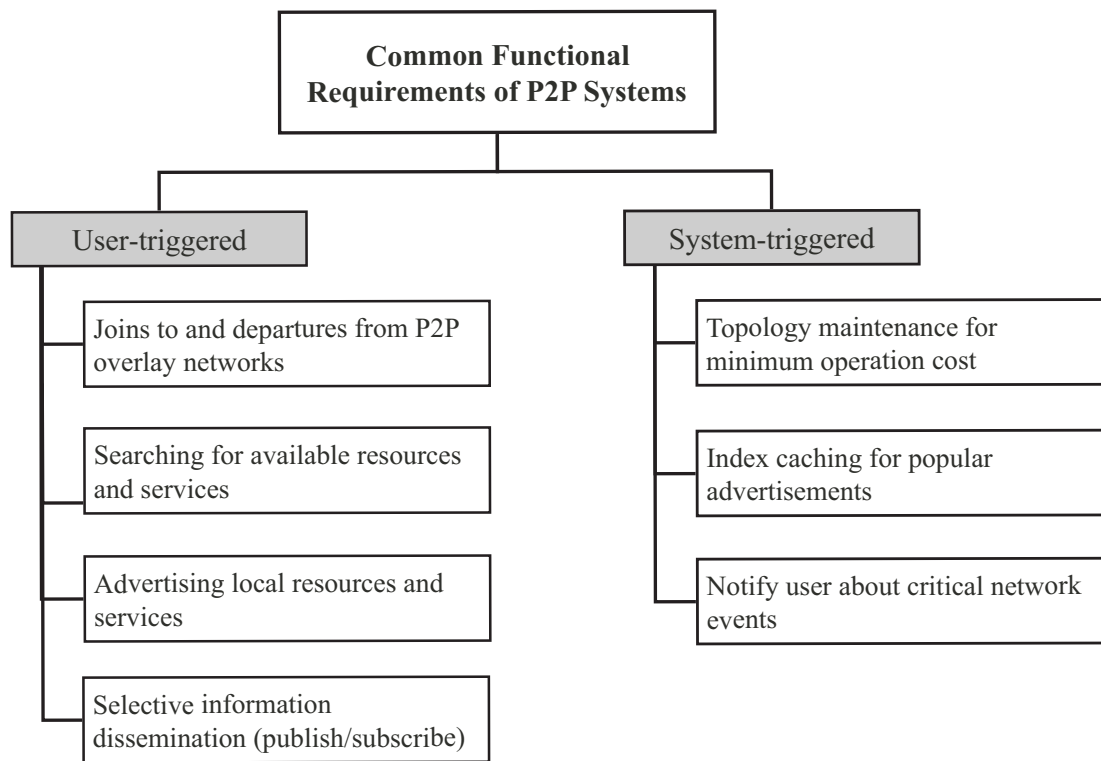 Common Functional
Requirements of P2P Systems
User-triggered
Joins to and departures from P2P
overlay networks
Searching for available resources
and services
Advertising local resources and
services
Selective information
dissemination (publish/subscribe)
System-triggered
Topology maintenance for
minimum operation cost
Index caching for popular
advertisements
Notify user about critical network
events